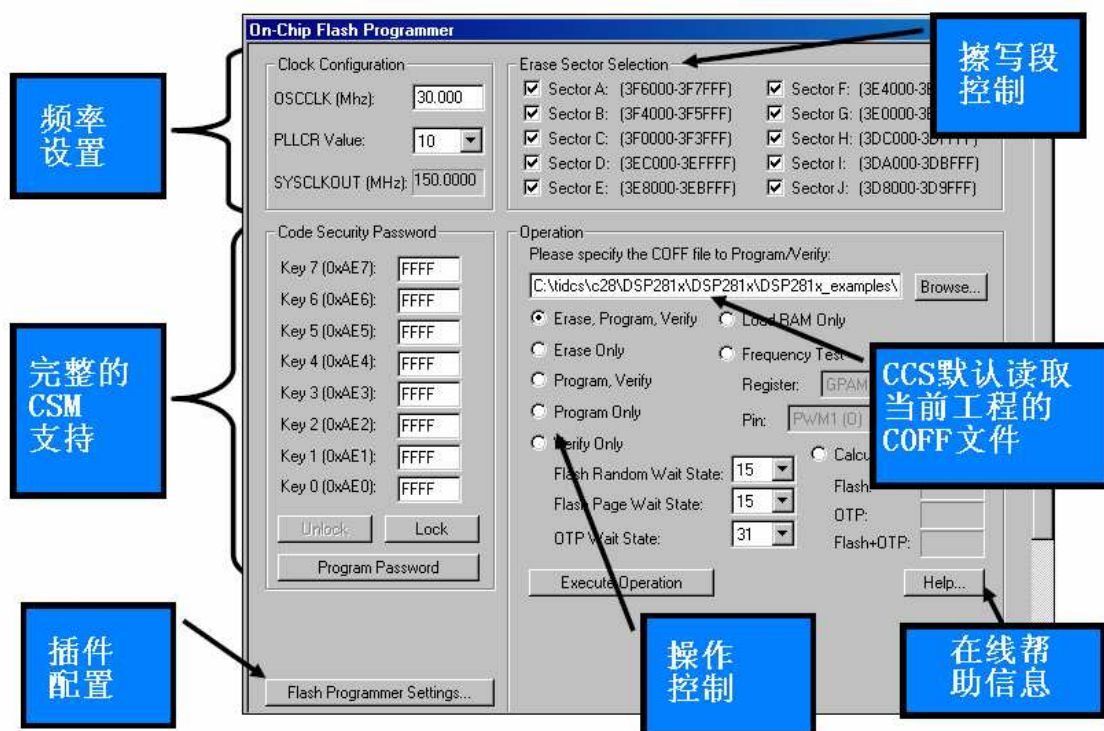 On-Chip Flash Programmer
频率
设置
Clock Configuration
OSCCLK (Mhz): 30.000
PLLCR Value: 10
SYSCLKOUT (MHz): 150.0000
Erase Sector Selection
Sector A: (3F6000-3F7FFF)
Sector B: (3F4000-3F5FFF)
Sector C: (3F0000-3F3FFF)
Sector D: (3EC000-3EFFFF)
Sector E: (3E8000-3EBFFF)
Sector F: (3E4000-3
Sector G: (3E0000-3
Sector H: (3DC000-3DFFFF)
Sector I: (3DA000-3DBFFF)
Sector J: (3D8000-3D9FFF)
擦写段
控制
完整的
CSM
支持
Code Security Password
Key 7 (0xAE7): FFFF
Key 6 (0xAE6): FFFF
Key 5 (0xAE5): FFFF
Key 4 (0xAE4): FFFF
Key 3 (0xAE3): FFFF
Key 2 (0xAE2): FFFF
Key 1 (0xAE1): FFFF
Key 0 (0xAE0): FFFF
Unlock Lock
Program Password
Operation
Please specify the COFF file to Program/Verify:
C:\tidcs\c28\DSP281x\DSP281x\DSP281x_examples\ Browse...
Erase, Program, Verify
Erase Only
Program, Verify
Program Only
Verify Only
Load RAM Only
Frequency Test
Register: GPAM
Pin: PWM1 (O)
CCS默认读取
当前工程的
COFF文件
Flash Random Wait State: 15
Flash Page Wait State: 15
OTP Wait State: 31
Calcu
Flash:
OTP:
Flash+OTP:
Execute Operation
Help...
插件
配置
Flash Programmer Settings...
操作
控制
在线帮
助信息